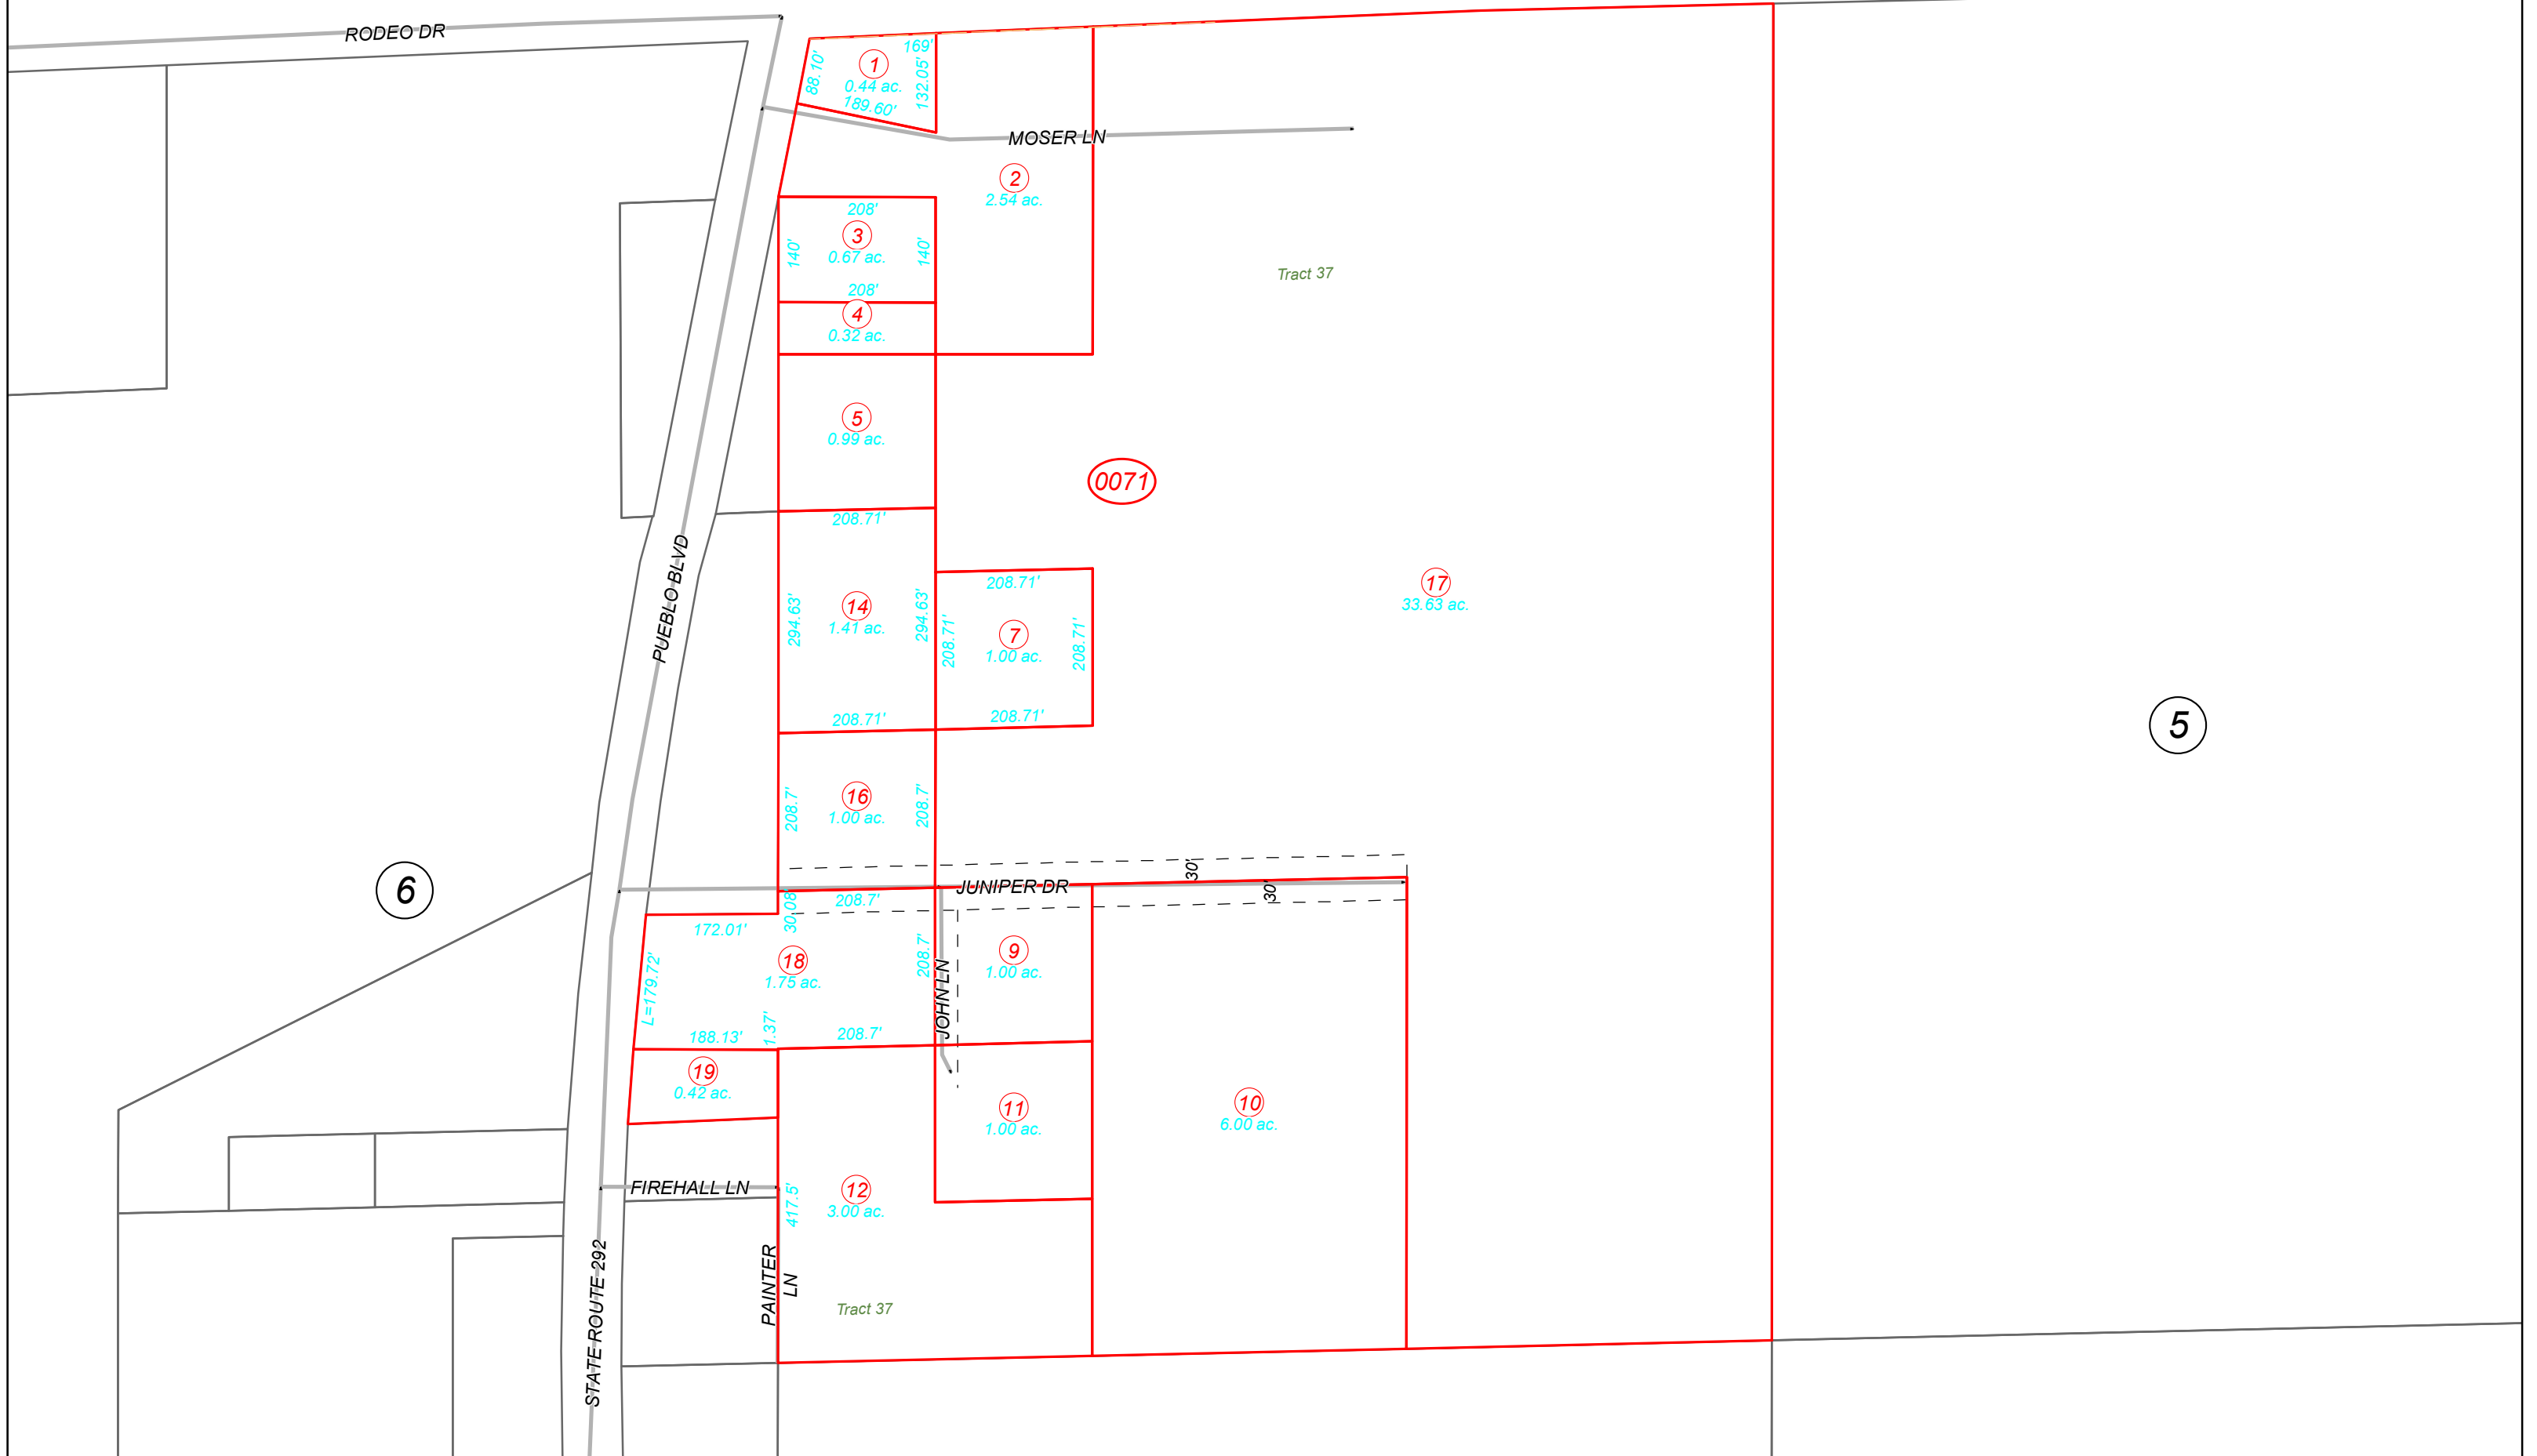 RODEO DR
88.10'
1
0.44 ac.
169'
132.05'
189.60'
MOSER LN
2
2.54 ac.
208'
140'
3
0.67 ac.
140'
208'
4
0.32 ac.
Tract 37
5
0.99 ac.
0071
208.71'
PUEBLO BLVD
294.63'
14
1.41 ac.
294.63'
208.71'
208.71'
208.71'
7
1.00 ac.
208.71'
208.71'
17
33.63 ac.
5
208.7'
16
1.00 ac.
208.7'
6
JUNIPER DR
30'
30'
30.08'
208.7'
172.01'
L=179.72'
18
1.75 ac.
208.7'
JOHN LN
9
1.00 ac.
188.13'
1.37'
208.7'
19
0.42 ac.
11
1.00 ac.
10
6.00 ac.
FIREHALL LN
417.5'
12
3.00 ac.
STATE ROUTE 292
PAINTER
LN
Tract 37